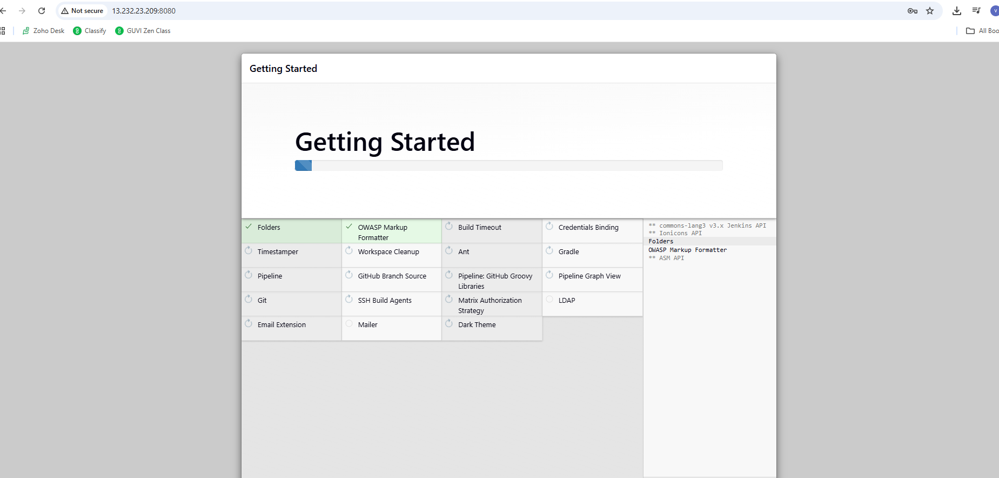 Not secure 13.232.23.209:8080
Zoho Desk Classify GUVI Zen Class All Boo
Getting Started
Getting Started
Folders
OWASP Markup
Formatter
Build Timeout
Credentials Binding
Timestamper
Workspace Cleanup
Ant
Gradle
Pipeline
GitHub Branch Source
Pipeline: GitHub Groovy
Libraries
Pipeline Graph View
Git
SSH Build Agents
Matrix Authorization
Strategy
LDAP
Email Extension
Mailer
Dark Theme
** commons-lang3 v3.x Jenkins API
** Ionicons API
Folders
OWASP Markup Formatter
** ASM API